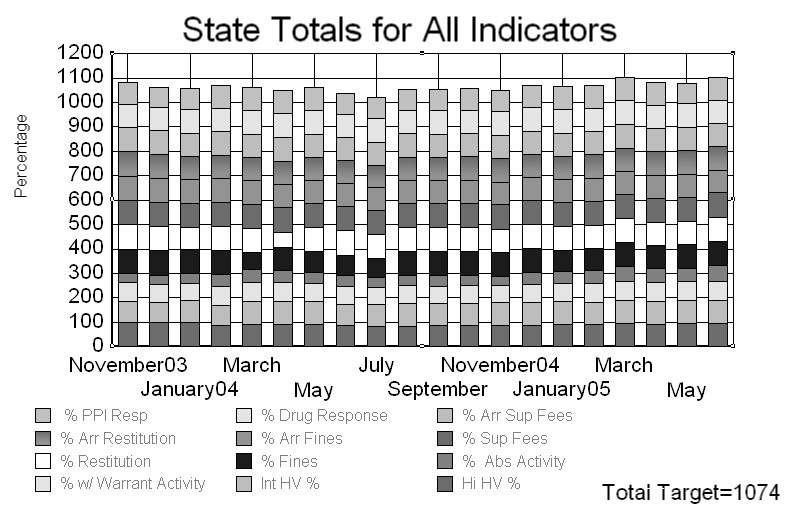 State Totals for All Indicators
Percentage
1200
1100
1000
900
800
700
600
500
400
300
200
100
0
November03 March July November04 March
January04 May September January05 May
% PPI Resp % Drug Response % Arr Sup Fees
% Arr Restitution % Arr Fines % Sup Fees
% Restitution % Fines % Abs Activity
% w/ Warrant Activity Int HV % Hi HV %
Total Target=1074